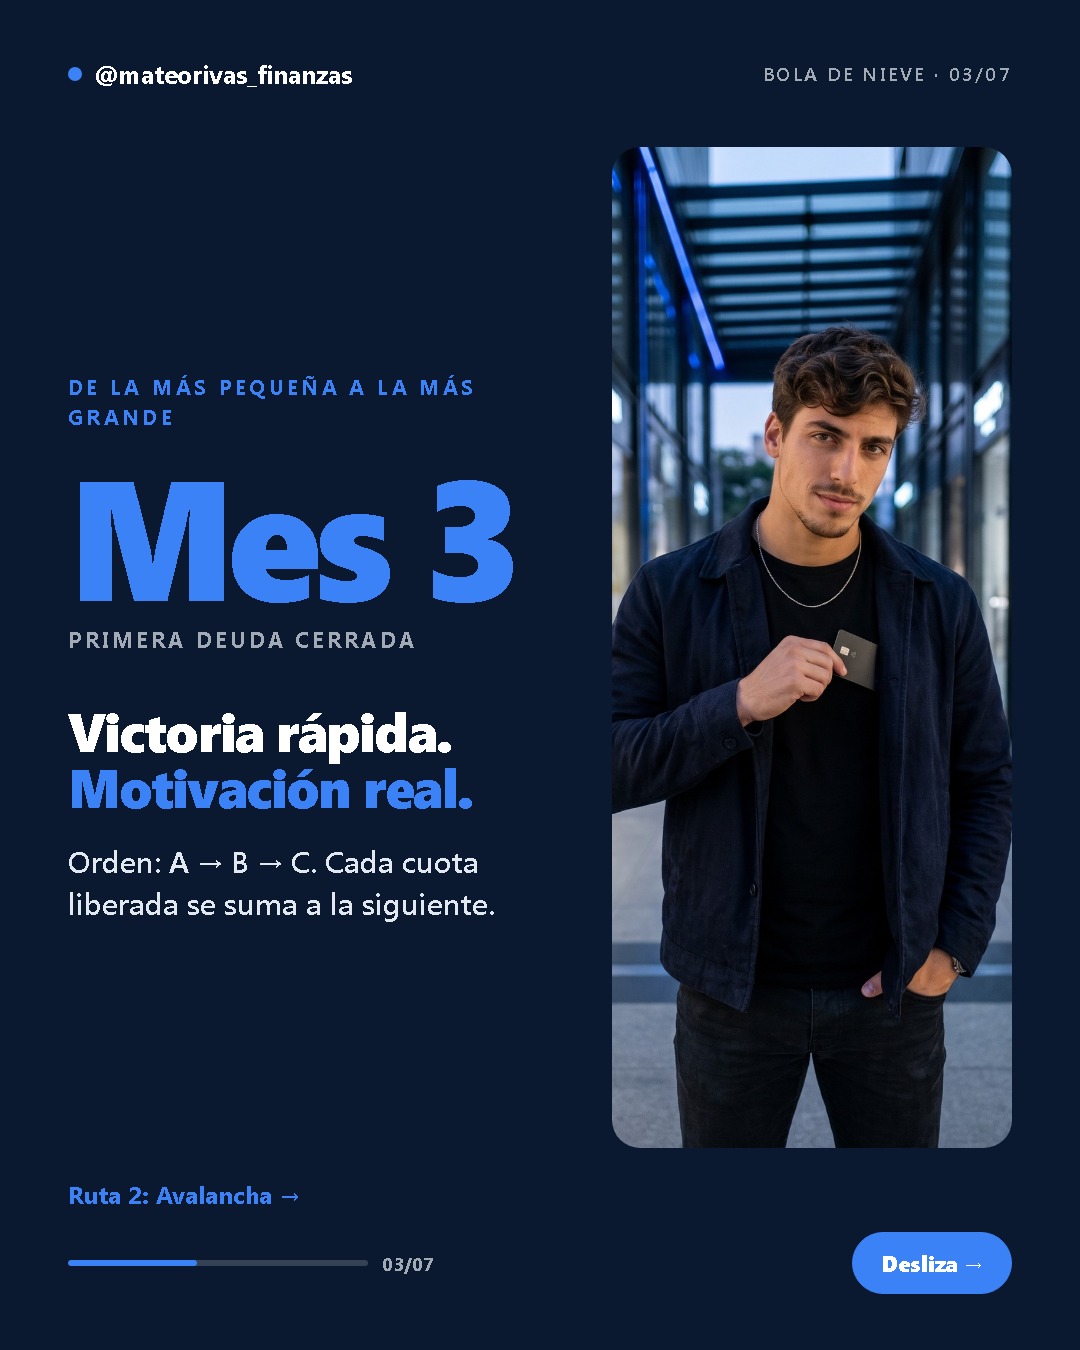 @mateorivas_finanzas
BOLA DE NIEVE · 03/07
DE LA MÁS PEQUEÑA A LA MÁS
GRANDE
Mes 3
PRIMERA DEUDA CERRADA
Victoria rápida.
Motivación real.
Orden: A → B → C. Cada cuota
liberada se suma a la siguiente.
Ruta 2: Avalancha →
03/07
Desliza →